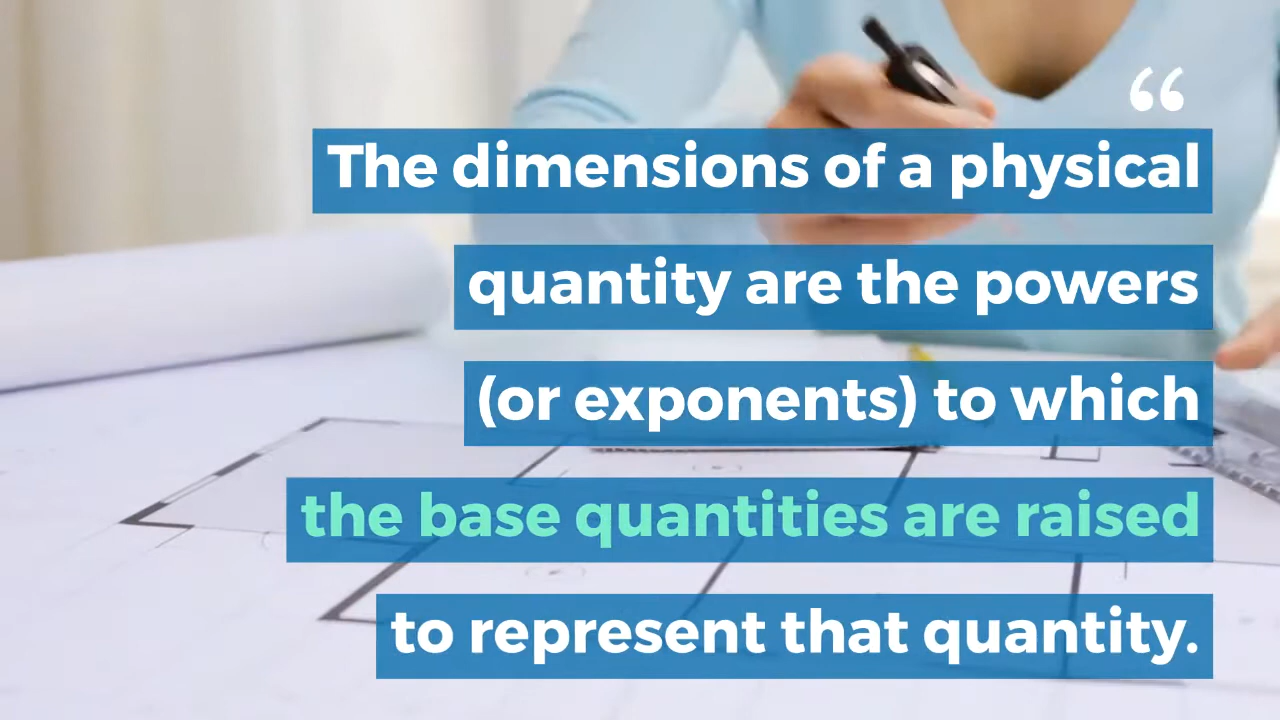 “
The dimensions of a physical
quantity are the powers
(or exponents) to which
the base quantities are raised
to represent that quantity.